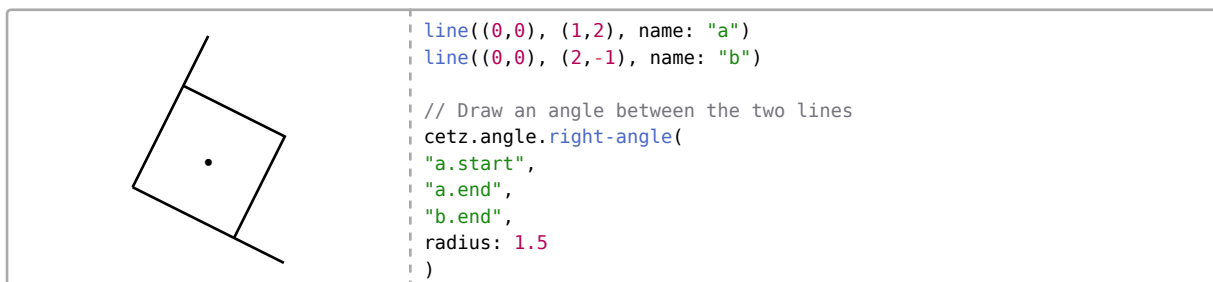 line((0,0), (1,2), name: "a")
line((0,0), (2,-1), name: "b")

// Draw an angle between the two lines
cetz.angle.right-angle(
"a.start",
"a.end",
"b.end",
radius: 1.5
)